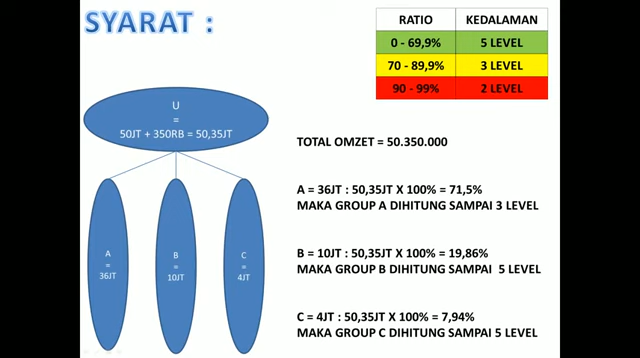 SYARAT :
RATIO KEDALAMAN
0 - 69,9% 5 LEVEL
70 - 89,9% 3 LEVEL
90 - 99% 2 LEVEL
U
=
50JT + 350RB = 50,35JT
A
=
36JT
B
=
10JT
C
=
4JT
TOTAL OMZET = 50.350.000
A = 36JT : 50,35JT X 100% = 71,5%
MAKA GROUP A DIHITUNG SAMPAI 3 LEVEL
B = 10JT : 50,35JT X 100% = 19,86%
MAKA GROUP B DIHITUNG SAMPAI 5 LEVEL
C = 4JT : 50,35JT X 100% = 7,94%
MAKA GROUP C DIHITUNG SAMPAI 5 LEVEL